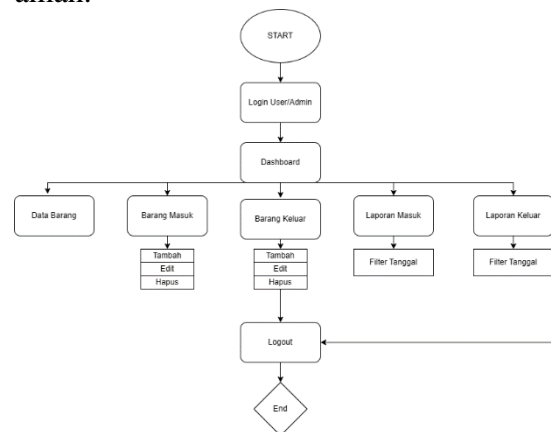 aman.
START
Login User/Admin
Dashboard
Data Barang
Barang Masuk
Barang Keluar
Laporan Masuk
Laporan Keluar
Tambah
Edit
Hapus
Tambah
Edit
Hapus
Filter Tanggal
Filter Tanggal
Logout
End